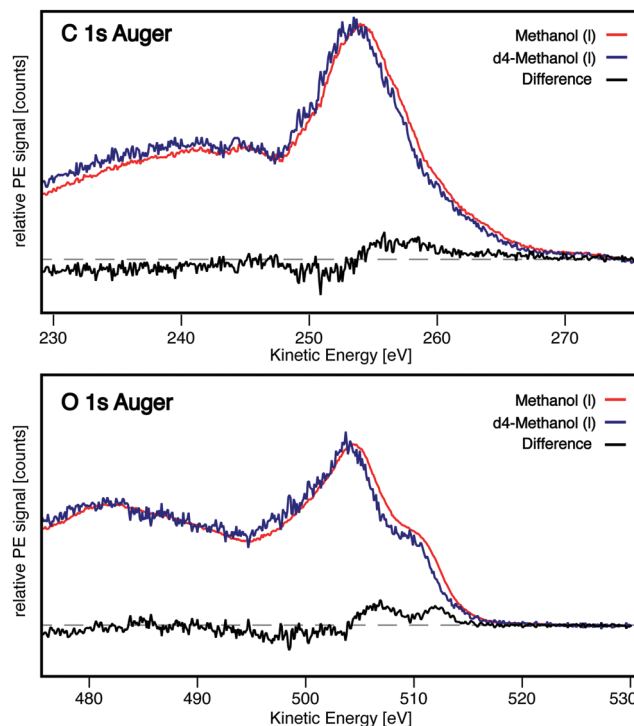 C 1s Auger
Methanol (l)
d4-Methanol (l)
Difference
relative PE signal [counts]
230 240 250 260 270
Kinetic Energy [eV]
O 1s Auger
Methanol (l)
d4-Methanol (l)
Difference
relative PE signal [counts]
480 490 500 510 520 530
Kinetic Energy [eV]